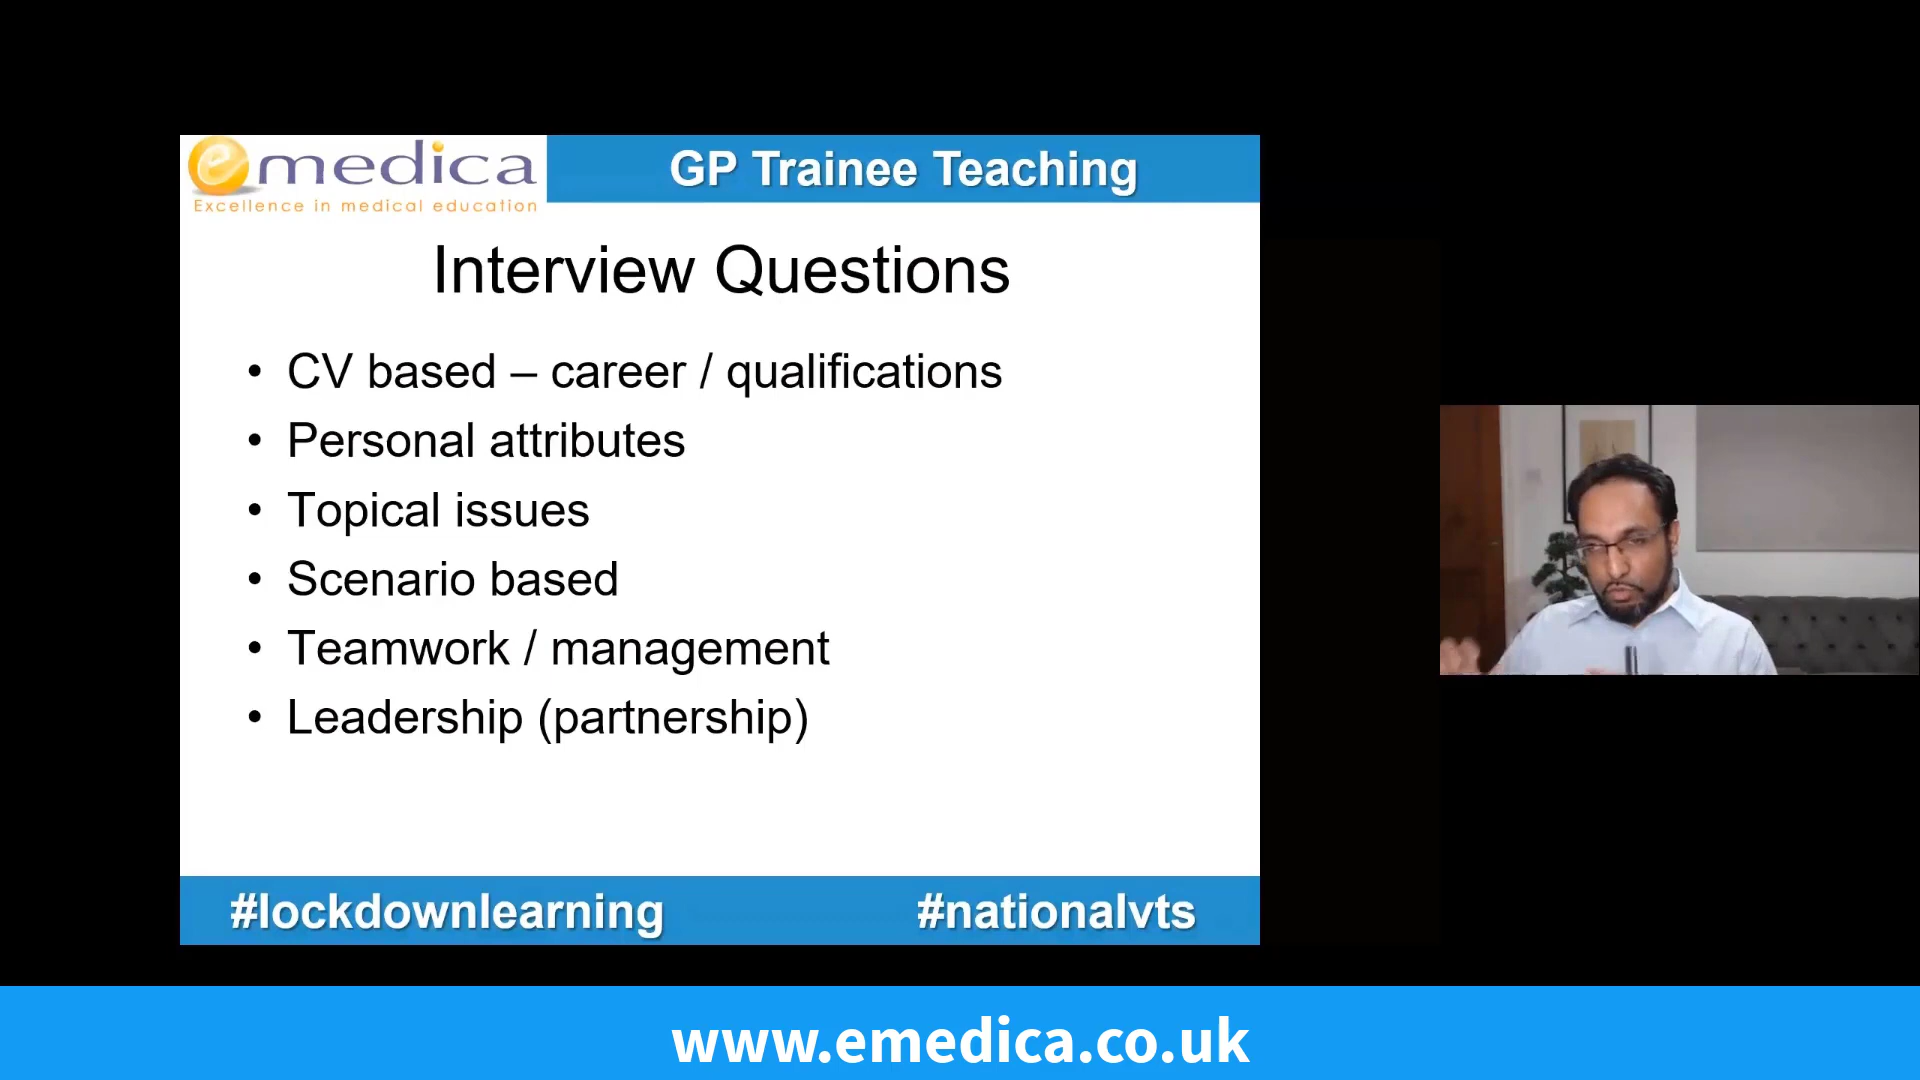 emedica
Excellence in medical education
GP Trainee Teaching
Interview Questions
• CV based – career / qualifications
• Personal attributes
• Topical issues
• Scenario based
• Teamwork / management
• Leadership (partnership)
#lockdownlearning
#nationalvts
www.emedica.co.uk